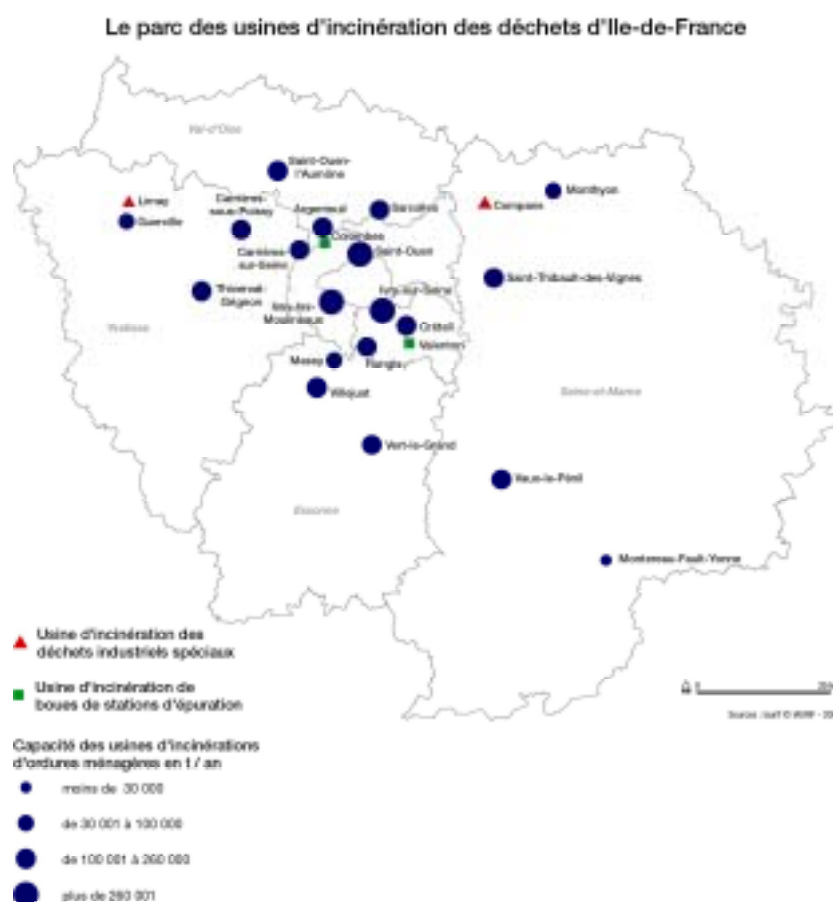 Le parc des usines d'incinération des déchets d'Ile-de-France
Val-d'Oise
Saint-Ouen-
l'Aumône
Limay
Guerville
Carrières-
sous-Poissy
Argenteuil
Sarcelles
Compans
Monthyon
Colombes
Carrières-
sur-Seine
Saint-Ouen
Saint-Thibault-des-Vignes
Thiverval-
Grignon
Ivry-sur-Seine
Issy-les-
Moulineaux
Yvelines
Créteil
Valenton
Massy
Rungis
Villejust
Seine-et-Marne
Vert-le-Grand
Vaux-le-Pénil
Essonne
Montereau-Fault-Yonne
Usine d'incinération des
déchets industriels spéciaux
Usine d'incinération de
boues de stations d'épuration
0
Source :
Capacité des usines d'incinérations
d'ordures ménagères en t / an
moins de 30 000
de 30 001 à 100 000
de 100 001 à 260 000
plus de 260 001